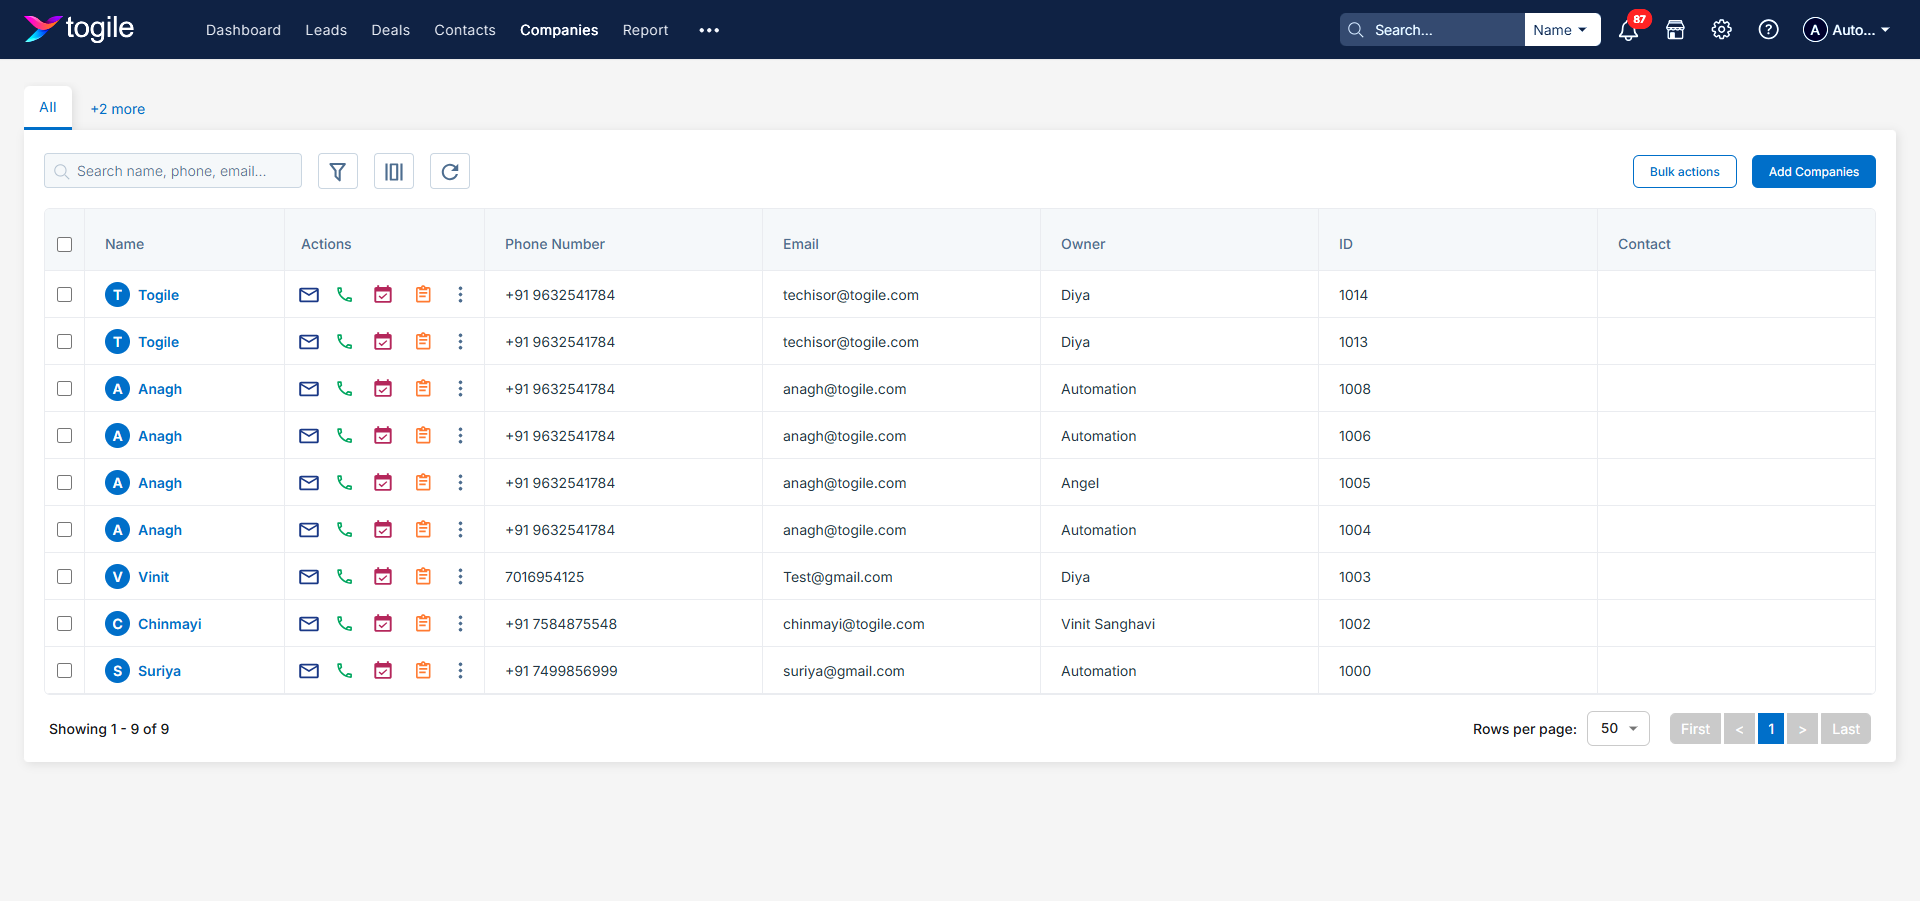 togile Dashboard Leads Deals Contacts Companies Report ••• Search... Name 87 A Auto...
All +2 more
Search name, phone, email... Bulk actions Add Companies
Name Actions Phone Number Email Owner ID Contact
T Togile +91 9632541784 techisor@togile.com Diya 1014
T Togile +91 9632541784 techisor@togile.com Diya 1013
A Anagh +91 9632541784 anagh@togile.com Automation 1008
A Anagh +91 9632541784 anagh@togile.com Automation 1006
A Anagh +91 9632541784 anagh@togile.com Angel 1005
A Anagh +91 9632541784 anagh@togile.com Automation 1004
V Vinit 7016954125 Test@gmail.com Diya 1003
C Chinmayi +91 7584875548 chinmayi@togile.com Vinit Sanghavi 1002
S Suriya +91 7499856999 suriya@gmail.com Automation 1000
Showing 1 - 9 of 9 Rows per page: 50 First < 1 > Last